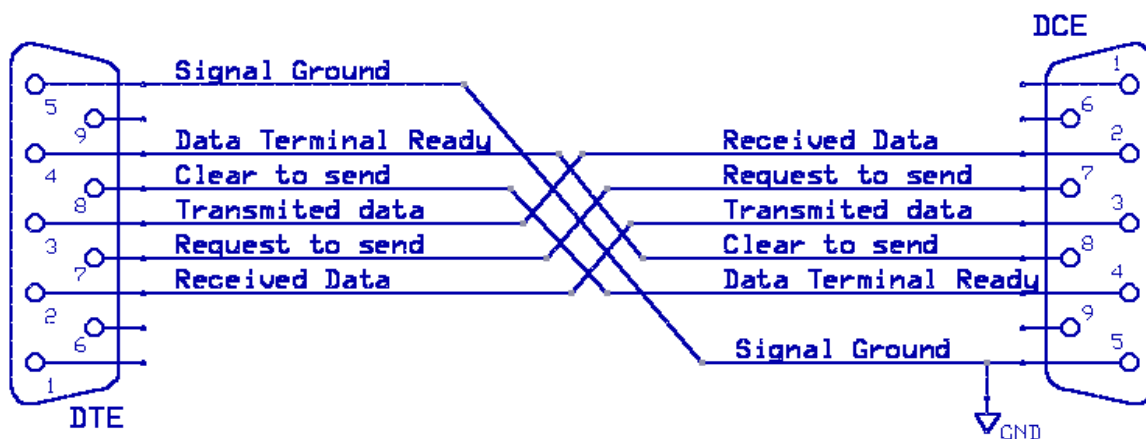 DCE
Signal Ground
1
5
6
9
Data Terminal Ready
Received Data
2
4
Clear to send
Request to send
7
8
Transmited data
Transmited data
3
3
Request to send
Clear to send
8
7
Received Data
Data Terminal Ready
4
2
9
6
Signal Ground
5
1
DTE
GND